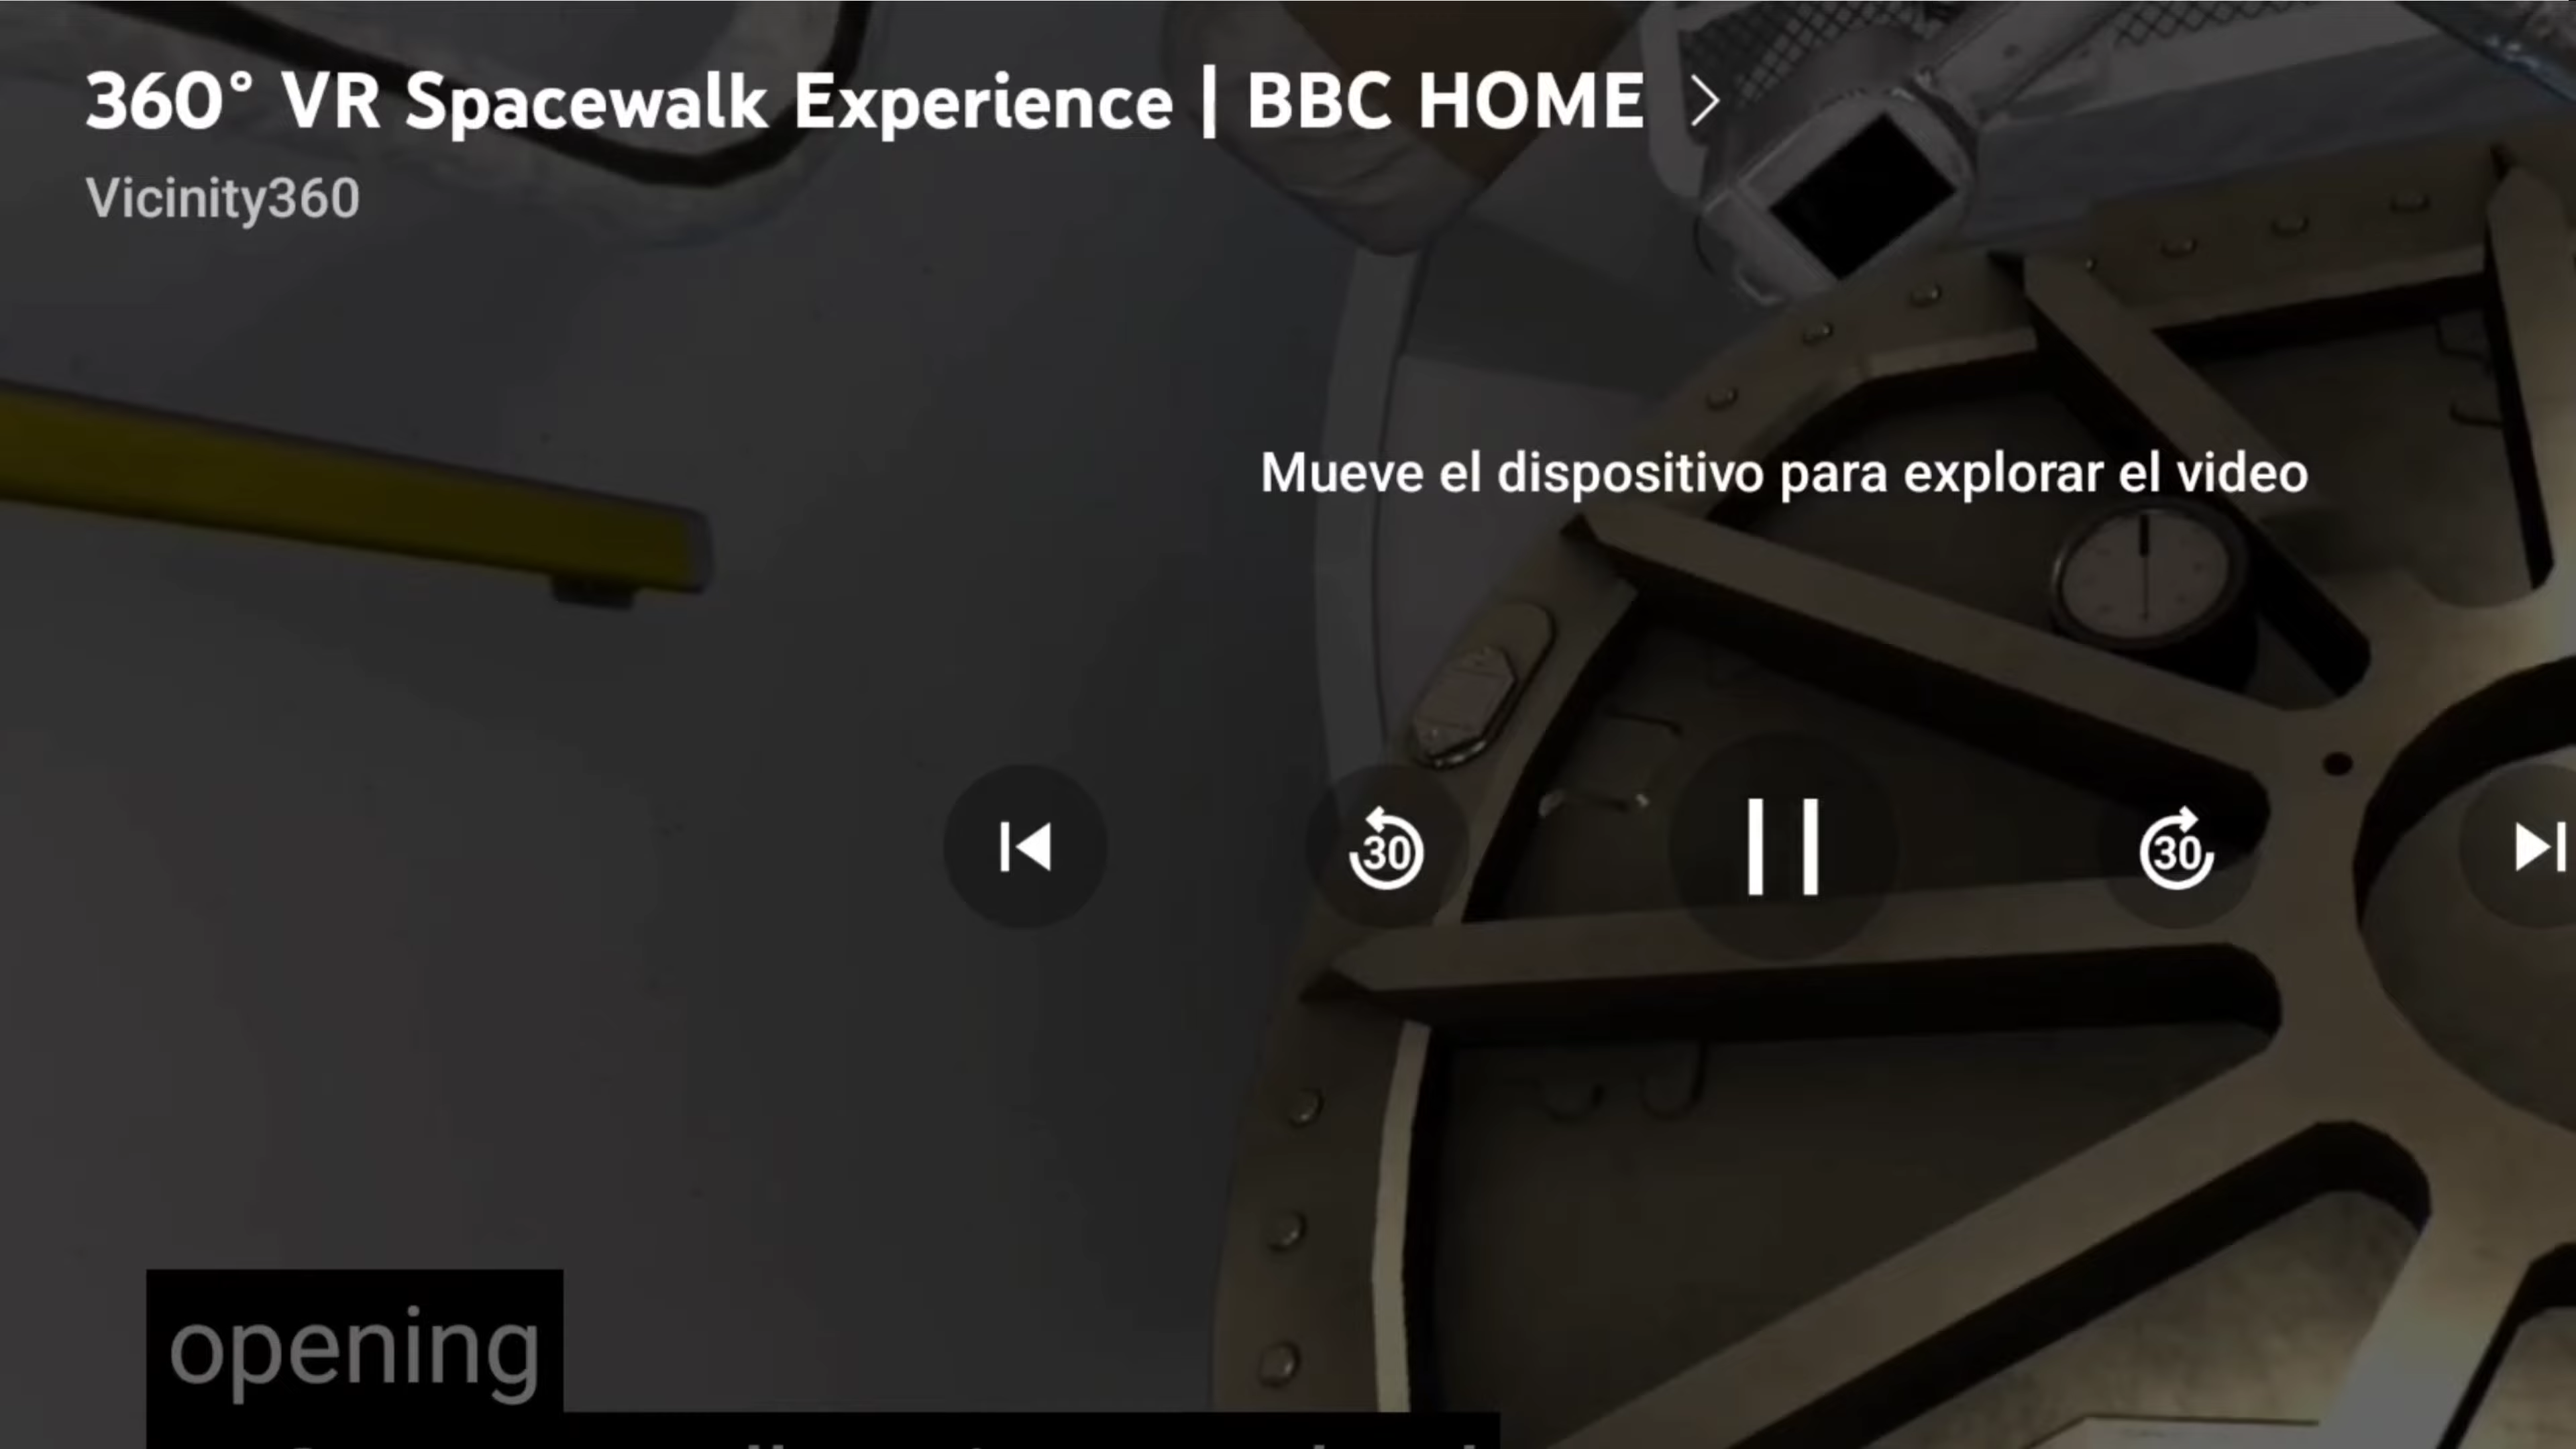 360° VR Spacewalk Experience | BBC HOME
Vicinity360
Mueve el dispositivo para explorar el video
30
30
opening